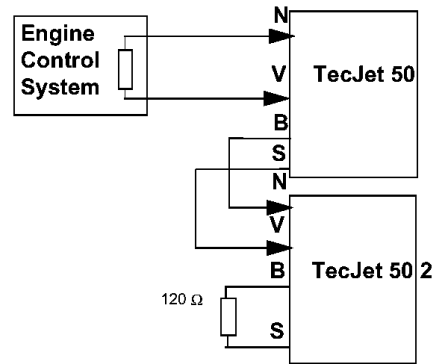 Engine
Control
System
N
V
B
S
TecJet 50
N
V
B
S
TecJet 50 2
120 Ω